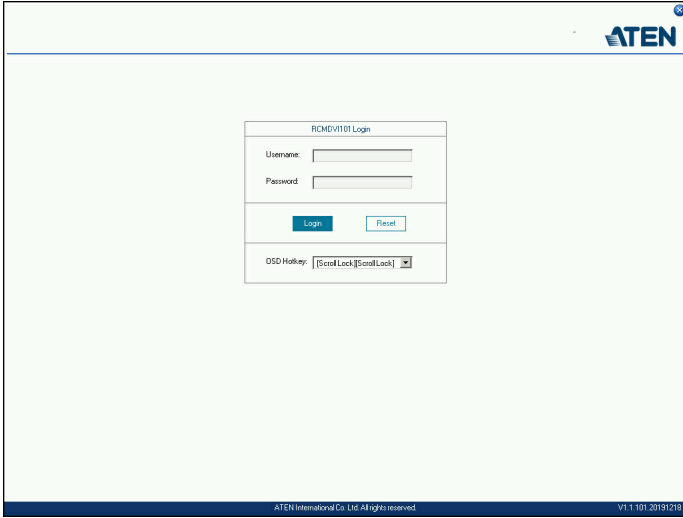 ATEN
RCMDVI101 Login
Username:
Password:
Login
Reset
OSD Hotkey: [Scroll Lock][Scroll Lock]
ATEN International Co. Ltd. All rights reserved.
V1.1.101.20191218